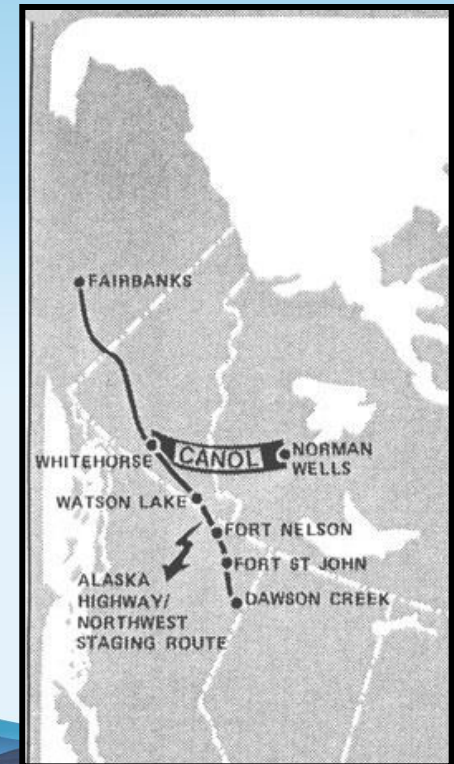 FAIRBANKS
WHITEHORSE
CANOL
NORMAN
WELLS
WATSON LAKE
FORT NELSON
FORT ST JOHN
DAWSON CREEK
ALASKA
HIGHWAY/
NORTHWEST
STAGING ROUTE